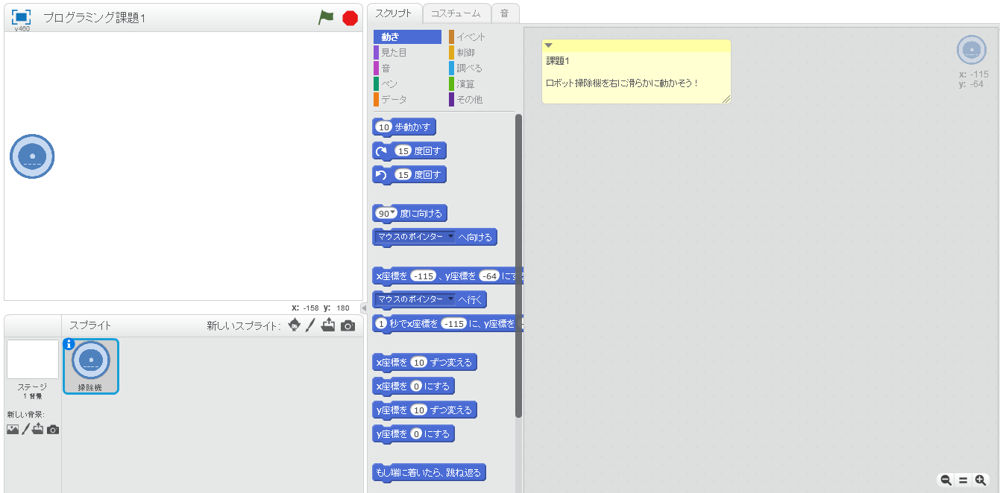 プログラミング課題1
v460
x: -158 y: 180
スプライト
新しいスプライト:
ステージ
1 背景
新しい背景:
掃除機
スクリプト
コスチューム
音
動き
イベント
見た目
制御
音
調べる
ペン
演算
データ
その他
10 歩動かす
15 度回す
15 度回す
90 度に向ける
マウスのポインター へ向ける
x座標を -115 、y座標を -64 にする
マウスのポインター へ行く
1 秒でx座標を -115 に、y座標を
x座標を 10 ずつ変える
x座標を 0 にする
y座標を 10 ずつ変える
y座標を 0 にする
もし端に着いたら、跳ね返る
課題1
ロボット掃除機を右に滑らかに動かそう！
x: -115
y: -64